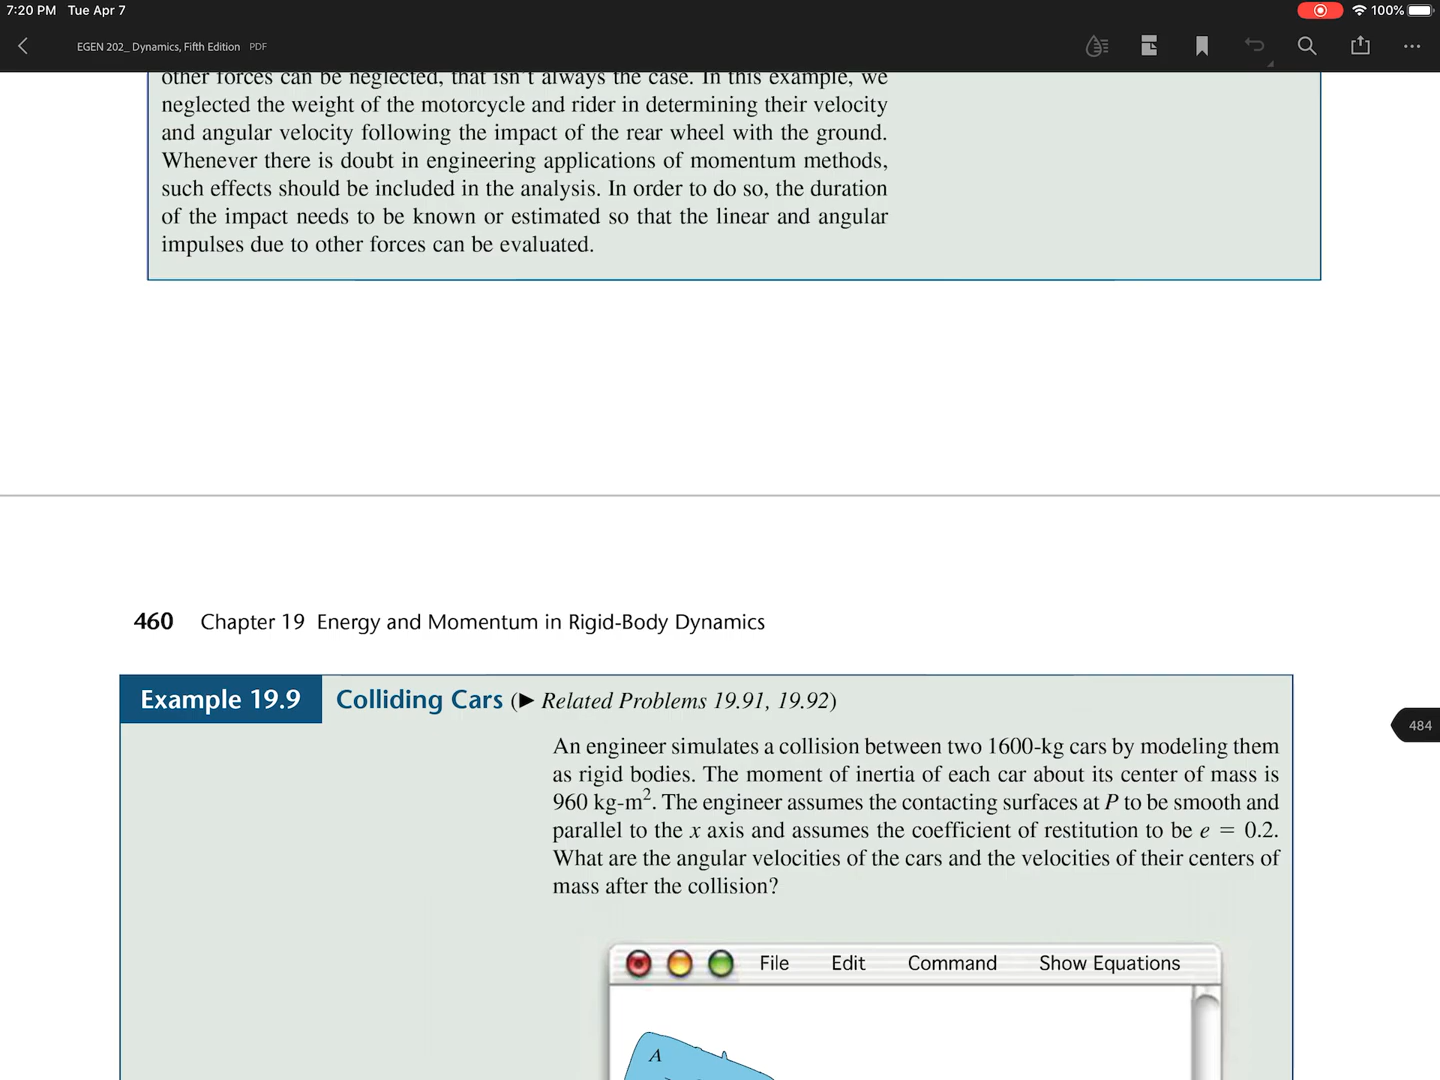 7:20 PM Tue Apr 7
100%
EGEN 202_ Dynamics, Fifth Edition PDF
other forces can be neglected, that isn't always the case. In this example, we
neglected the weight of the motorcycle and rider in determining their velocity
and angular velocity following the impact of the rear wheel with the ground.
Whenever there is doubt in engineering applications of momentum methods,
such effects should be included in the analysis. In order to do so, the duration
of the impact needs to be known or estimated so that the linear and angular
impulses due to other forces can be evaluated.
460 Chapter 19 Energy and Momentum in Rigid-Body Dynamics
Example 19.9 Colliding Cars (▶ Related Problems 19.91, 19.92)
484
An engineer simulates a collision between two 1600-kg cars by modeling them
as rigid bodies. The moment of inertia of each car about its center of mass is
960 kg-m². The engineer assumes the contacting surfaces at P to be smooth and
parallel to the x axis and assumes the coefficient of restitution to be e = 0.2.
What are the angular velocities of the cars and the velocities of their centers of
mass after the collision?
File Edit Command Show Equations
A